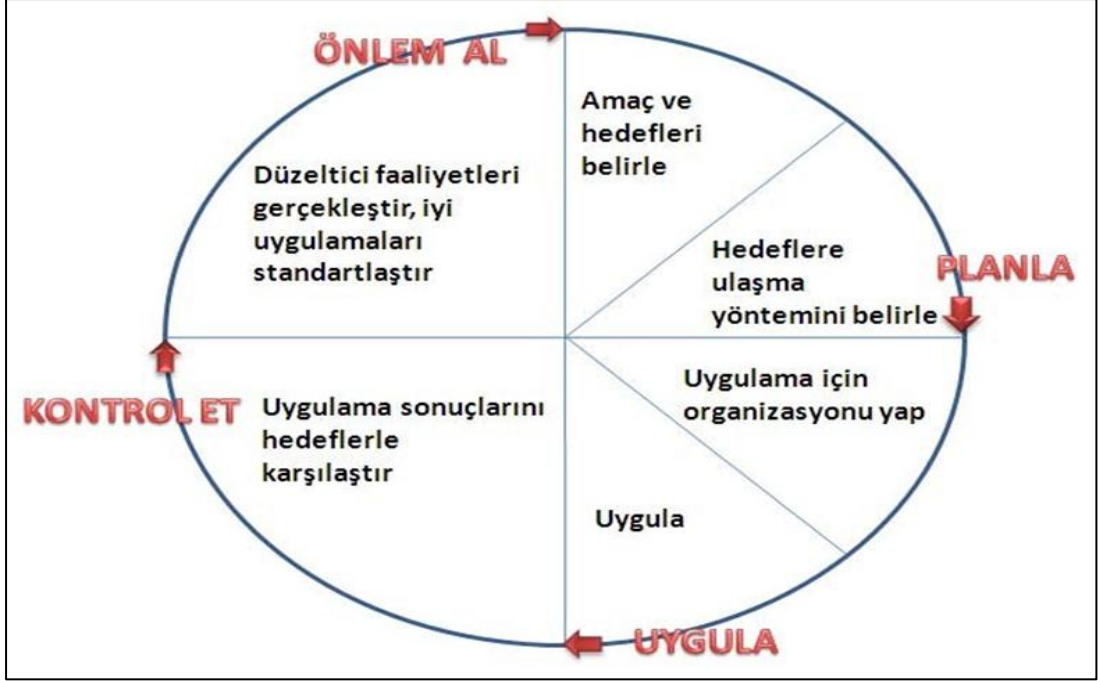 ÖNLEM AL
Amaç ve
hedefleri
belirle
Düzeltici faaliyetleri
gerçekleştir, iyi
uygulamaları
standartlaştır
Hedeflere
ulaşma
yöntemini belirle
PLANLA
Uygulama için
organizasyonu yap
KONTROL ET
Uygulama sonuçlarını
hedeflerle
karşılaştır
Uygula
UYGULA